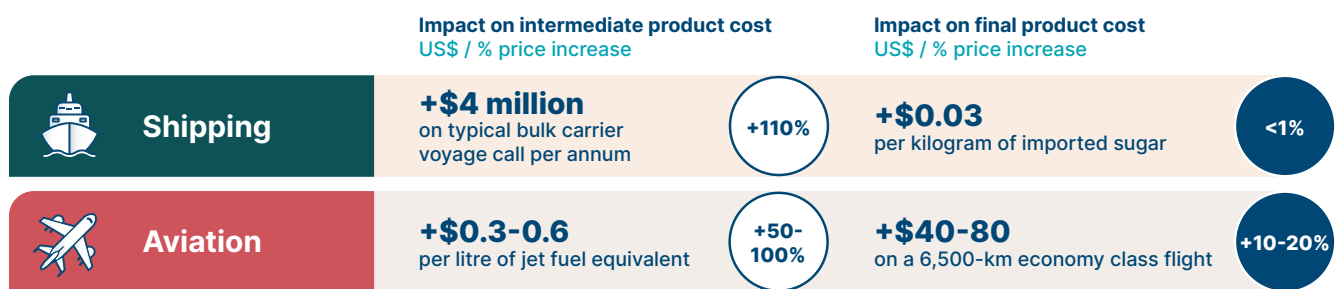 Impact on intermediate product cost
US$ / % price increase
Impact on final product cost
US$ / % price increase
Shipping
+$4 million
on typical bulk carrier
voyage call per annum
+110%
+$0.03
per kilogram of imported sugar
<1%
Aviation
+$0.3-0.6
per litre of jet fuel equivalent
+50-
100%
+$40-80
on a 6,500-km economy class flight
+10-20%